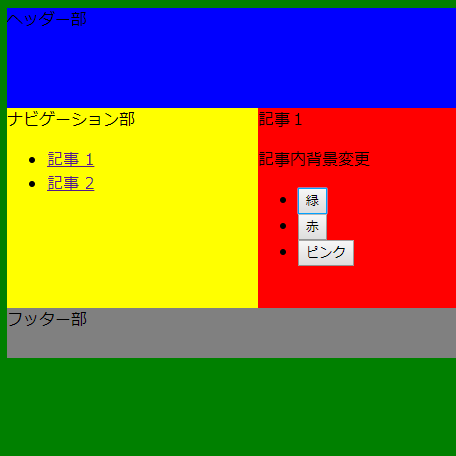 ヘッダー部
ナビゲーション部
記事 1
記事 2
記事１
記事内背景変更
緑
赤
ピンク
フッター部